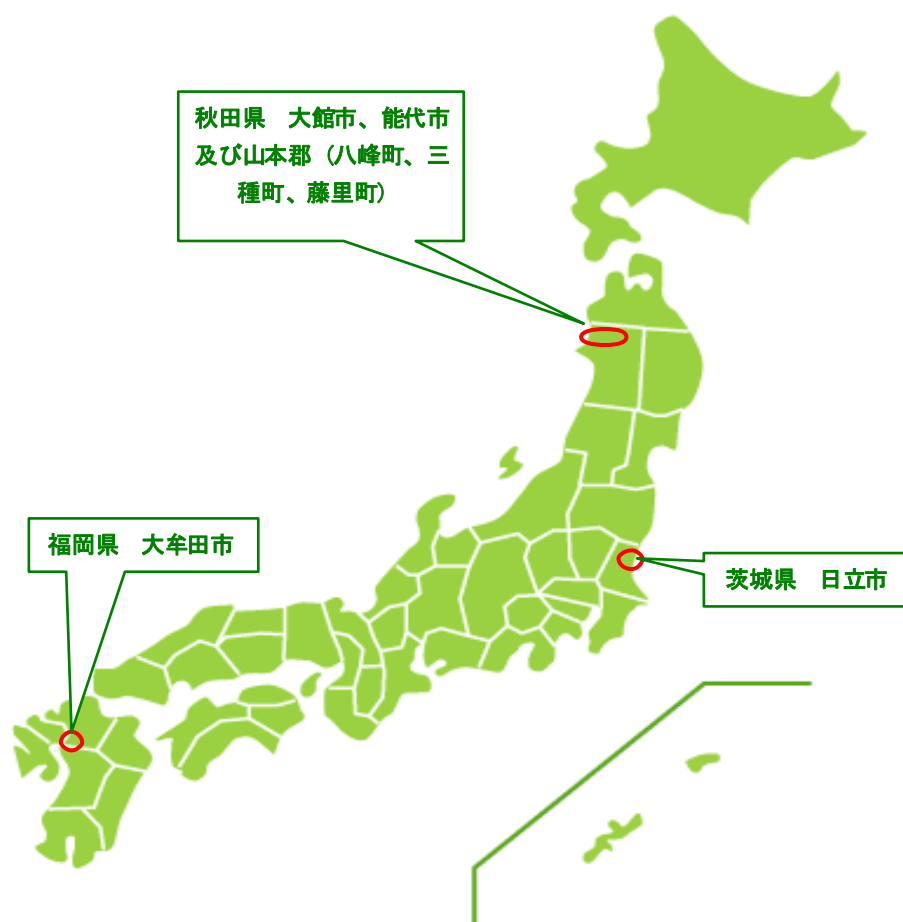 秋田県　大館市、能代市
及び山本郡（八峰町、三
種町、藤里町）
福岡県　大牟田市
茨城県　日立市